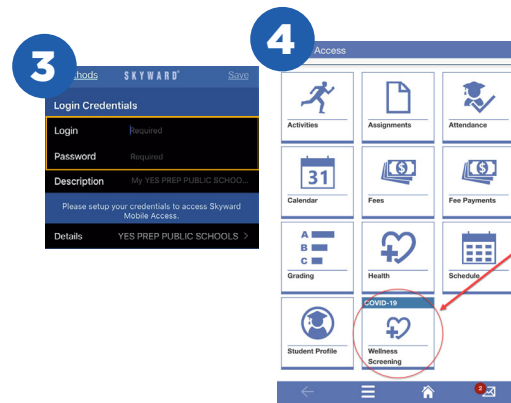 3
SKYWARD
Save
Login Credentials
Login Required
Password Required
Description My YES PREP PUBLIC SCHOO...
Please setup your credentials to access Skyward
Mobile Access.
Details YES PREP PUBLIC SCHOOLS >
4
Access
Activities
Assignments
Attendance
31
Calendar
$
Fees
$
Fee Payments
A
B
C
Grading
Health
Schedule
Student Profile
COVID-19
Wellness
Screening
2